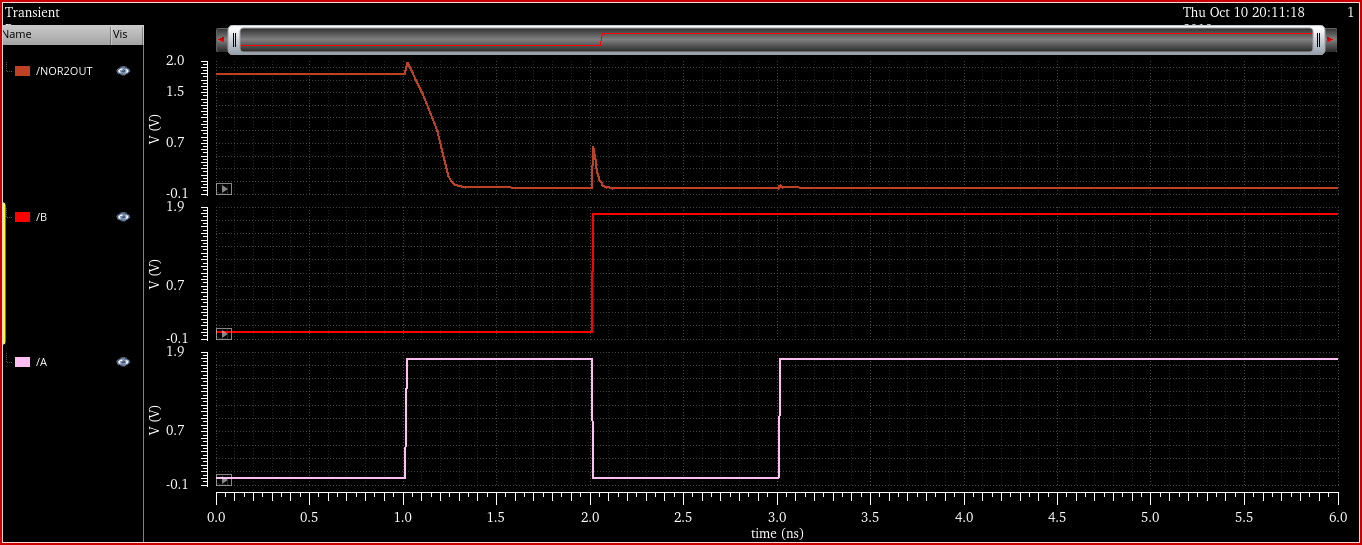 Transient Thu Oct 10 20:11:18 1
Name Vis
/NOR2OUT
2.0
1.5
V (V)
0.7
-0.1
/B
1.9
V (V)
0.7
-0.1
/A
1.9
V (V)
0.7
-0.1
0.0 0.5 1.0 1.5 2.0 2.5 3.0 3.5 4.0 4.5 5.0 5.5 6.0
time (ns)